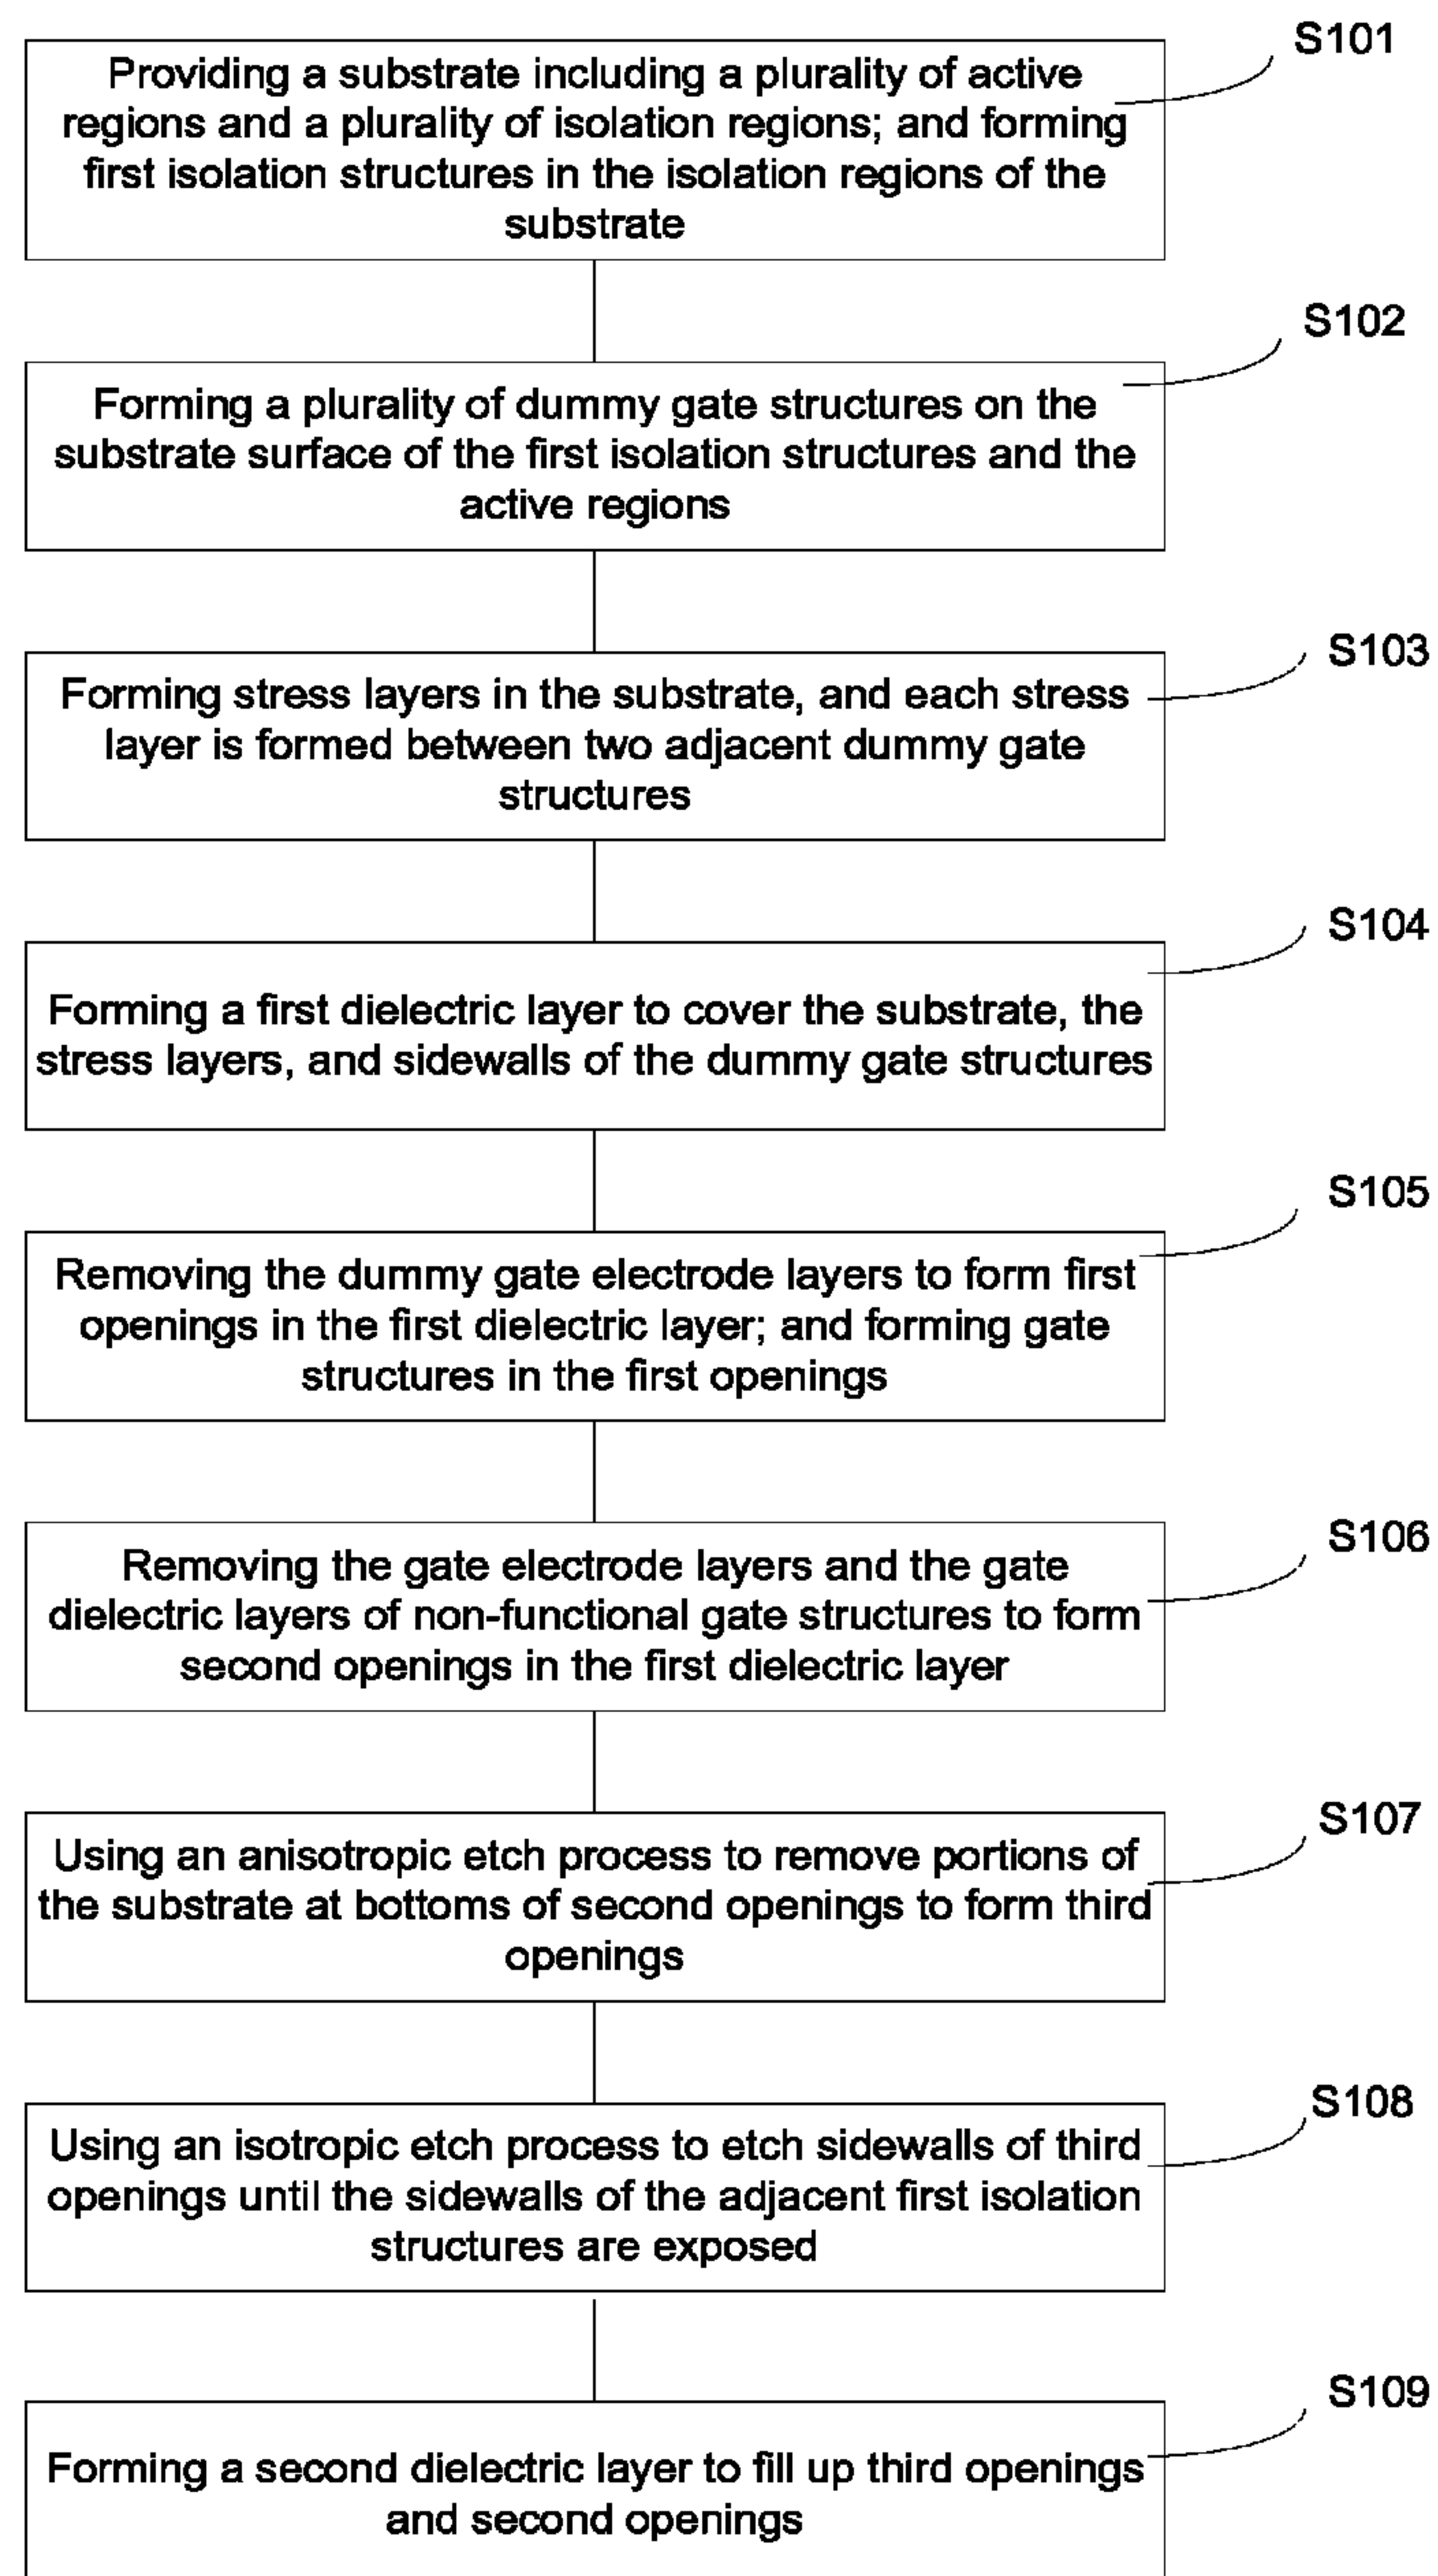 S101
Providing a substrate including a plurality of active
regions and a plurality of isolation regions; and forming
first isolation structures in the isolation regions of the
substrate
S102
Forming a plurality of dummy gate structures on the
substrate surface of the first isolation structures and the
active regions
S103
Forming stress layers in the substrate, and each stress
layer is formed between two adjacent dummy gate
structures
S104
Forming a first dielectric layer to cover the substrate, the
stress layers, and sidewalls of the dummy gate structures
S105
Removing the dummy gate electrode layers to form first
openings in the first dielectric layer; and forming gate
structures in the first openings
S106
Removing the gate electrode layers and the gate
dielectric layers of non-functional gate structures to form
second openings in the first dielectric layer
S107
Using an anisotropic etch process to remove portions of
the substrate at bottoms of second openings to form third
openings
S108
Using an isotropic etch process to etch sidewalls of third
openings until the sidewalls of the adjacent first isolation
structures are exposed
S109
Forming a second dielectric layer to fill up third openings
and second openings